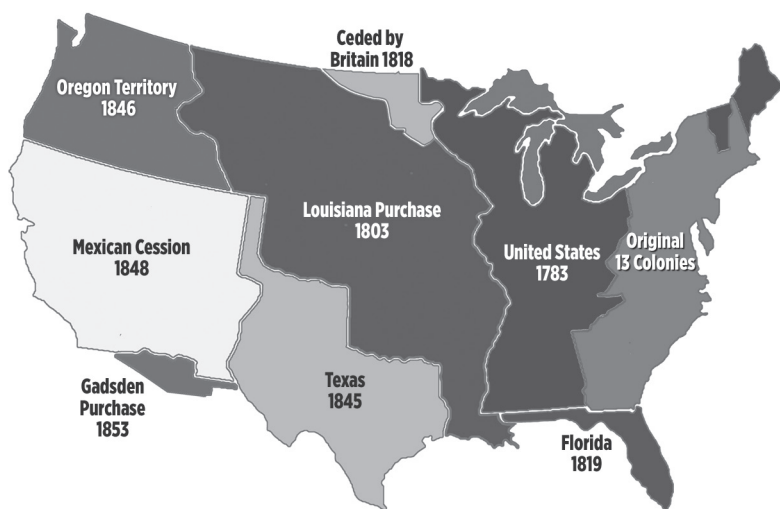 Ceded by
Britain 1818
Oregon Territory
1846
Louisiana Purchase
1803
Mexican Cession
1848
United States
1783
Original
13 Colonies
Gadsden
Purchase
1853
Texas
1845
Florida
1819